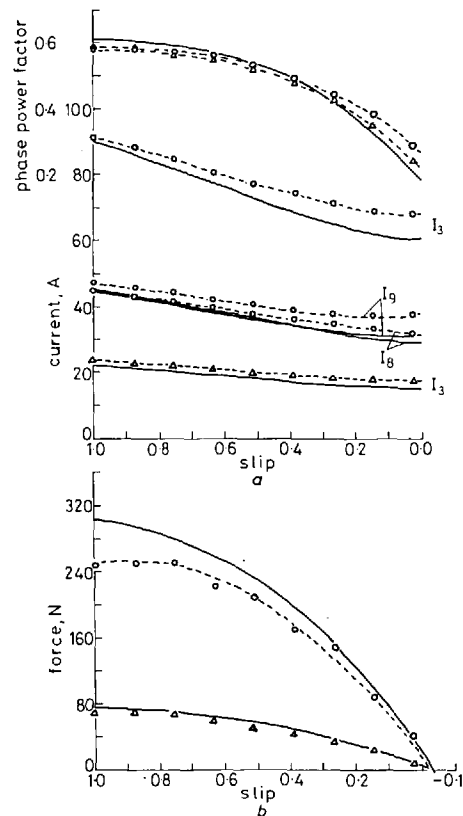 phase power factor
0·6
0·4
0·2
current, A
100
80
60
40
20
0
I3
I9
I8
I3
1·0 0·8 0·6 0·4 0·2 0·0
slip
a
force, N
320
240
160
80
0
1·0 0·8 0·6 0·4 0·2 -0·1
slip
b